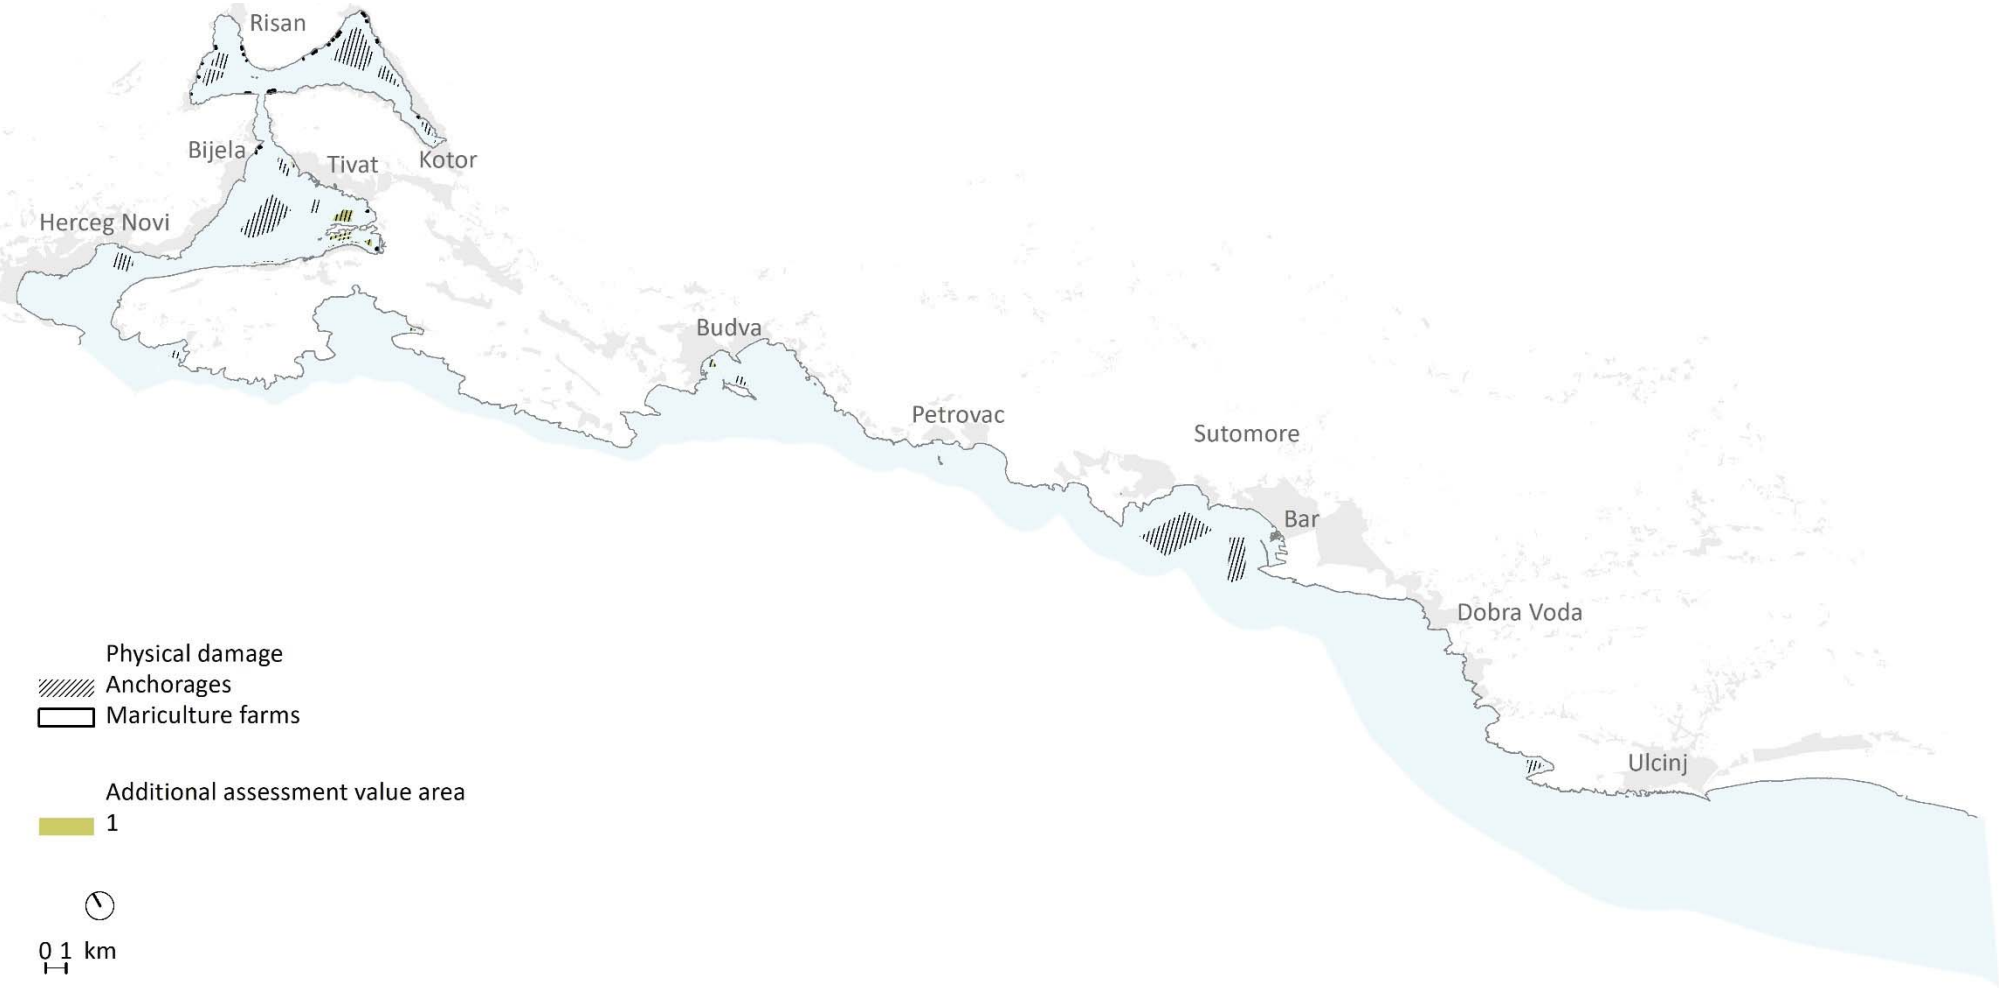 Risan
Bijela
Tivat
Kotor
Herceg Novi
Budva
Petrovac
Sutomore
Bar
Dobra Voda
Ulcinj
Physical damage
Anchorages
Mariculture farms
Additional assessment value area
1
0 1 km